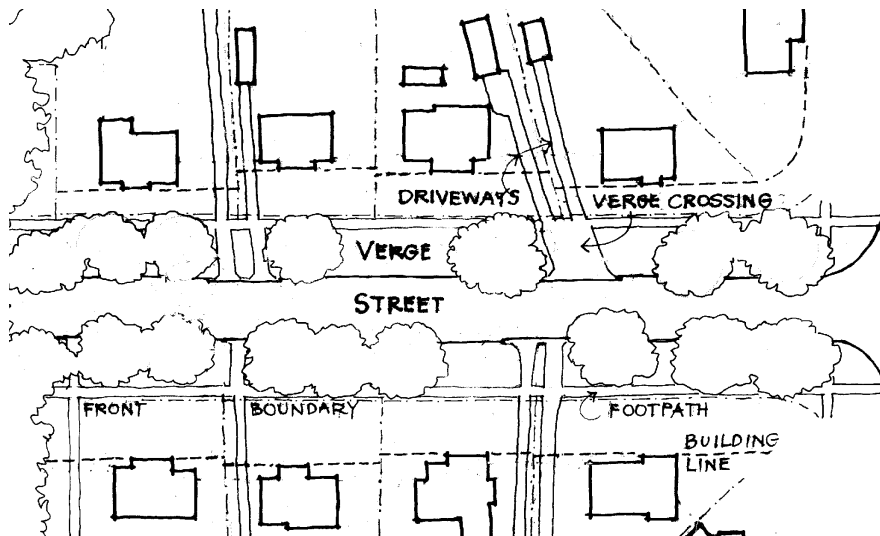 DRIVEWAYS
VERGE CROSSING
VERGE
STREET
FRONT BOUNDARY
FOOTPATH
BUILDING
LINE